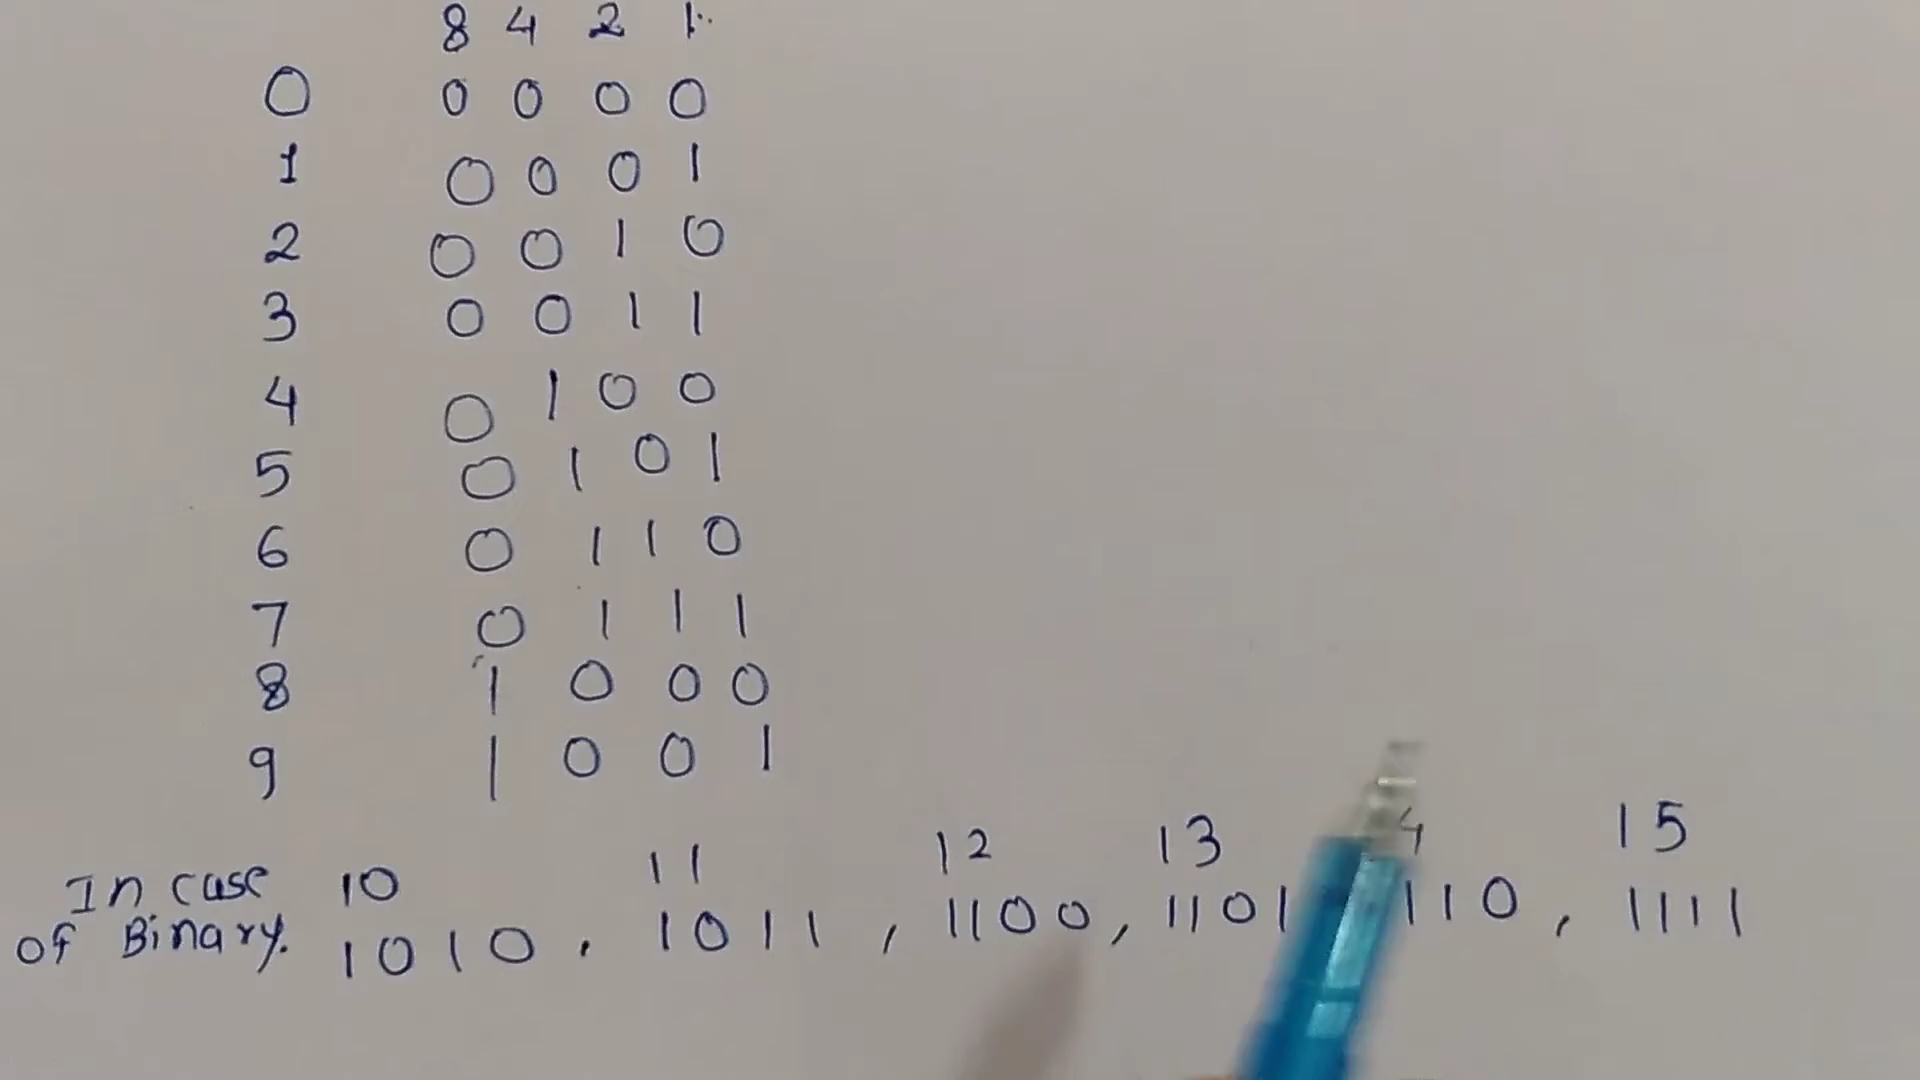 8 4 2 1
0 0 0 0 0
1 0 0 0 1
2 0 0 1 0
3 0 0 1 1
4 0 1 0 0
5 0 1 0 1
6 0 1 1 0
7 0 1 1 1
8 1 0 0 0
9 1 0 0 1
10 11 12 13 4 15
In case
of Binary. 1010, 1011, 1100, 1101 110, 1111